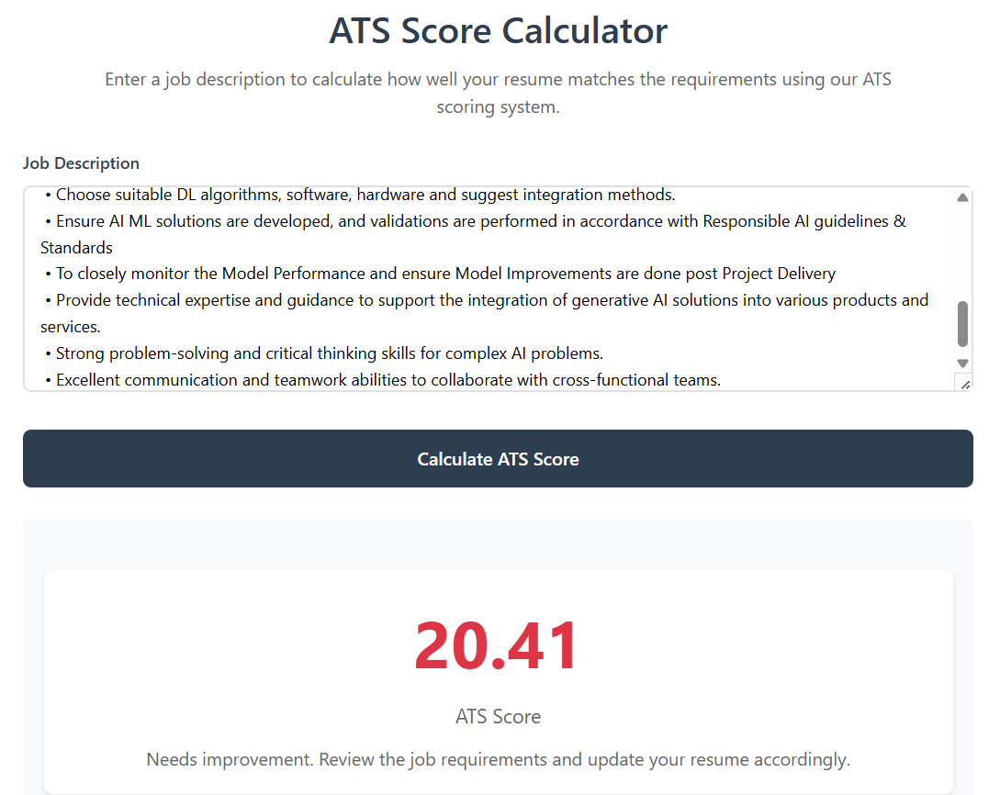 ATS Score Calculator
Enter a job description to calculate how well your resume matches the requirements using our ATS
scoring system.
Job Description
• Choose suitable DL algorithms, software, hardware and suggest integration methods.
• Ensure AI ML solutions are developed, and validations are performed in accordance with Responsible AI guidelines &
Standards
• To closely monitor the Model Performance and ensure Model Improvements are done post Project Delivery
• Provide technical expertise and guidance to support the integration of generative AI solutions into various products and
services.
• Strong problem-solving and critical thinking skills for complex AI problems.
• Excellent communication and teamwork abilities to collaborate with cross-functional teams.
Calculate ATS Score
20.41
ATS Score
Needs improvement. Review the job requirements and update your resume accordingly.